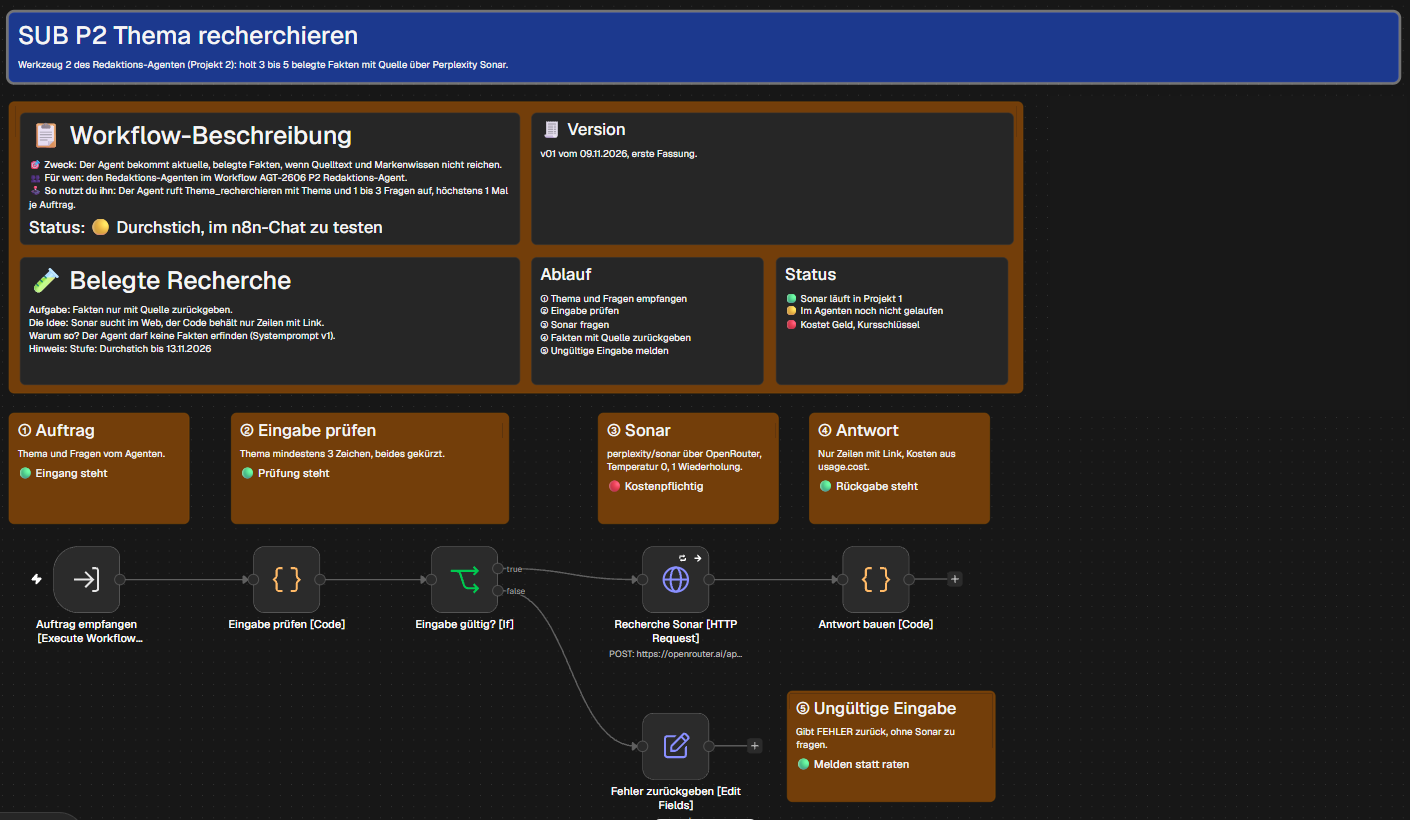 SUB P2 Thema recherchieren
Werkzeug 2 des Redaktions-Agenten (Projekt 2): holt 3 bis 5 belegte Fakten mit Quelle über Perplexity Sonar.
Workflow-Beschreibung
Zweck: Der Agent bekommt aktuelle, belegte Fakten, wenn Quelltext und Markenwissen nicht reichen.
Für wen: den Redaktions-Agenten im Workflow AGT-2606 P2 Redaktions-Agent.
So nutzt du ihn: Der Agent ruft Thema_recherchieren mit Thema und 1 bis 3 Fragen auf, höchstens 1 Mal
je Auftrag.
Status: Durchstich, im n8n-Chat zu testen
Version
v01 vom 09.11.2026, erste Fassung.
Belegte Recherche
Aufgabe: Fakten nur mit Quelle zurückgeben.
Die Idee: Sonar sucht im Web, der Code behält nur Zeilen mit Link.
Warum so? Der Agent darf keine Fakten erfinden (Systemprompt v1).
Hinweis: Stufe: Durchstich bis 13.11.2026
Ablauf
① Thema und Fragen empfangen
② Eingabe prüfen
③ Sonar fragen
④ Fakten mit Quelle zurückgeben
⑤ Ungültige Eingabe melden
Status
Sonar läuft in Projekt 1
Im Agenten noch nicht gelaufen
Kostet Geld, Kursschlüssel
① Auftrag
Thema und Fragen vom Agenten.
Eingang steht
② Eingabe prüfen
Thema mindestens 3 Zeichen, beides gekürzt.
Prüfung steht
③ Sonar
perplexity/sonar über OpenRouter,
Temperatur 0, 1 Wiederholung.
Kostenpflichtig
④ Antwort
Nur Zeilen mit Link, Kosten aus
usage.cost.
Rückgabe steht
true
false
Auftrag empfangen
[Execute Workflow...
Eingabe prüfen [Code]
Eingabe gültig? [If]
Recherche Sonar [HTTP
Request]
POST: https://openrouter.ai/ap...
Antwort bauen [Code]
⑤ Ungültige Eingabe
Gibt FEHLER zurück, ohne Sonar zu
fragen.
Melden statt raten
Fehler zurückgeben [Edit
Fields]